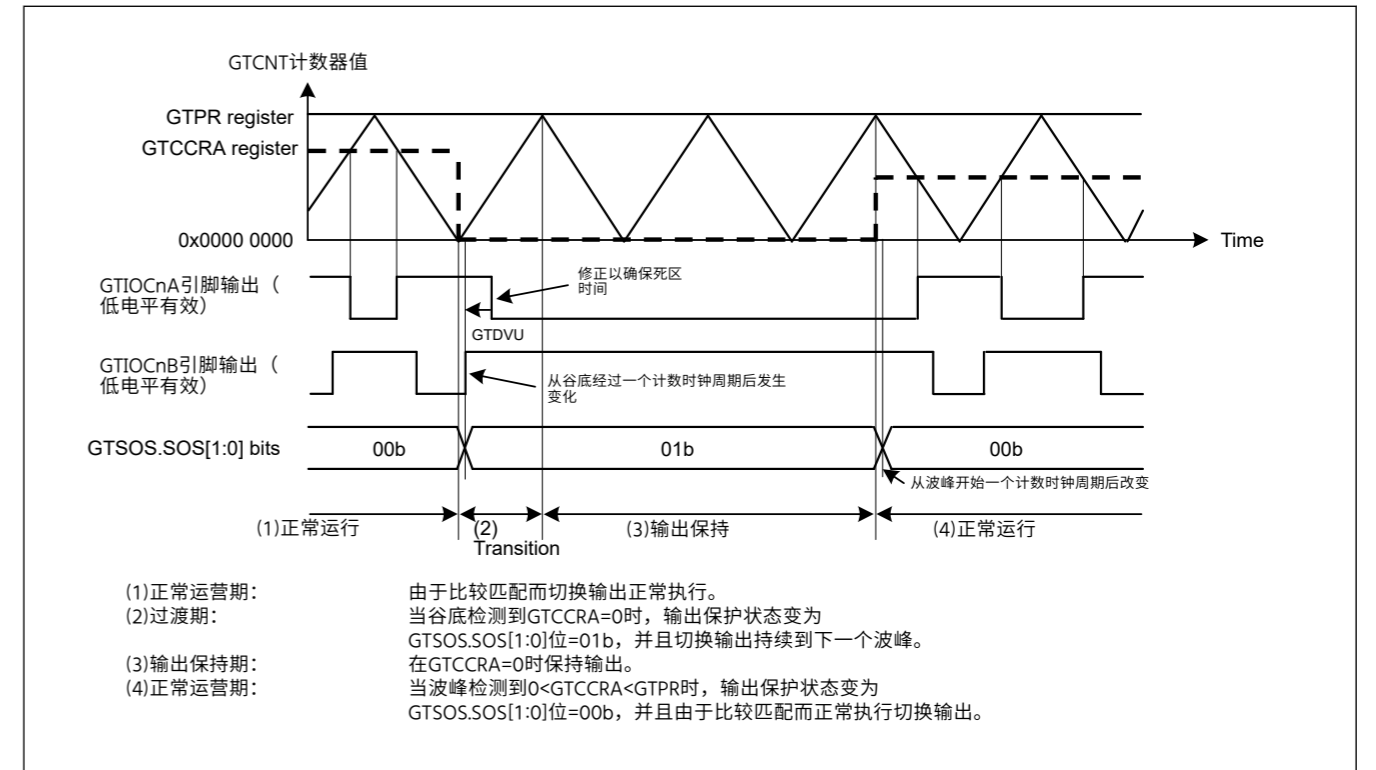 GTCNT计数器值
GTPR register
GTCCRA register
0x0000 0000
Time
GTIOCnA引脚输出（
低电平有效）
修正以确保死区
时间
GTDVU
GTIOCnB引脚输出（
低电平有效）
从谷底经过一个计数时钟周期后发生
变化
GTSOS.SOS[1:0] bits
00b
01b
00b
从波峰开始一个计数时钟周期后改变
(1)正常运行
(2)
Transition
(3)输出保持
(4)正常运行
(1)正常运营期： 由于比较匹配而切换输出正常执行。
(2)过渡期： 当谷底检测到GTCCRA=0时，输出保护状态变为
GTSOS.SOS[1:0]位=01b，并且切换输出持续到下一个波峰。
(3)输出保持期： 在GTCCRA=0时保持输出。
(4)正常运营期： 当波峰检测到0<GTCCRA<GTPR时，输出保护状态变为
GTSOS.SOS[1:0]位=00b，并且由于比较匹配而正常执行切换输出。